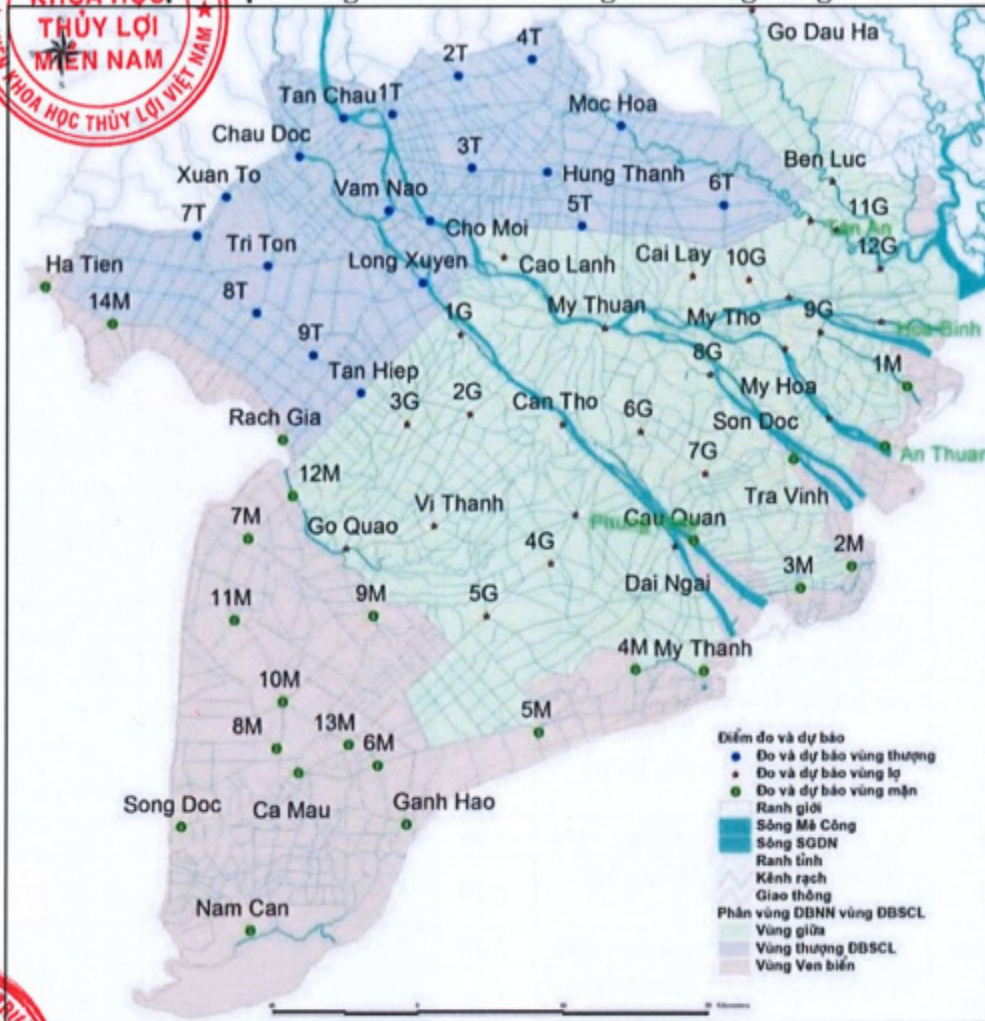 KHOA HỌC
THỦY LỢI
MIỀN NAM
KHOA HỌC THỦY LỢI VIỆT NAM ★
Go Dau Ha
4T
2T
Tan Chau 1T
Moc Hoa
Chau Doc
3T
Ben Luc
Xuan To
Vam Nao
Hung Thanh
6T
7T
5T
11G
Cho Moi
Tan An
Tri Ton
12G
Ha Tien
Long Xuyen
Cao Lanh
Cai Lay
10G
14M
8T
1G
My Thuan
My Tho
9G
Hoa Binh
9T
8G
1M
Tan Hiep
My Hoa
3G
2G
Can Tho
6G
Son Doc
Rach Gia
7G
An Thuan
12M
Tra Vinh
7M
Go Quao
Vi Thanh
Cau Quan
4G
2M
3M
Dai Ngai
11M
9M
5G
4M My Thanh
10M
8M
13M
6M
5M
Song Doc
Ca Mau
Ganh Hao
Nam Can
Điểm đo và dự báo
Đo và dự báo vùng thượng
Đo và dự báo vùng lợ
Đo và dự báo vùng mặn
Ranh giới
Sông Mê Công
Sông SGDN
Ranh tỉnh
Kênh rạch
Giao thông
Phân vùng DBNN vùng ĐBSCL
Vùng giữa
Vùng thượng ĐBSCL
Vùng Ven biển